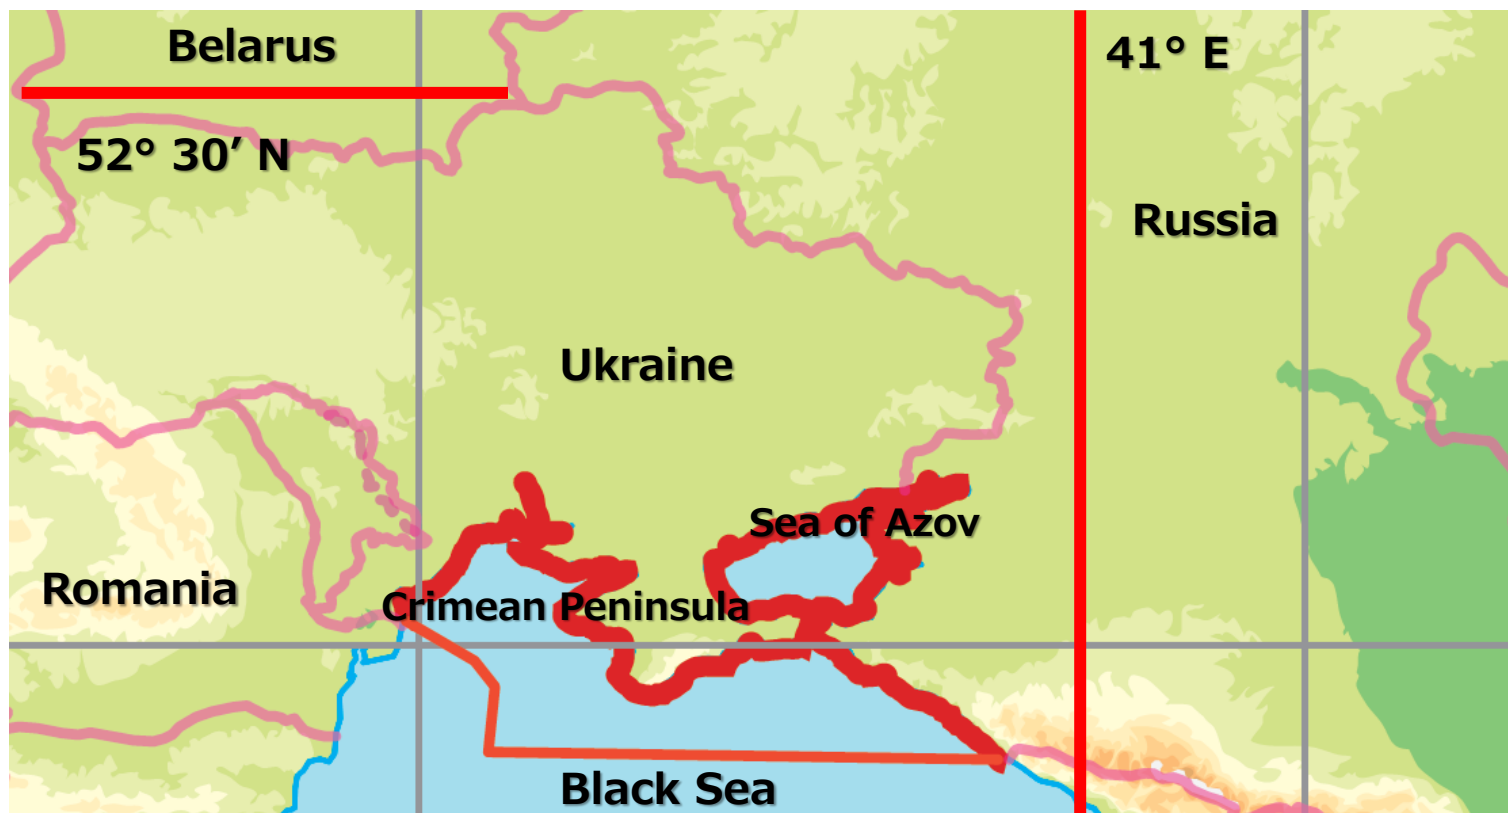 Belarus
41° E
52° 30′ N
Russia
Ukraine
Sea of Azov
Romania
Crimean Peninsula
Black Sea